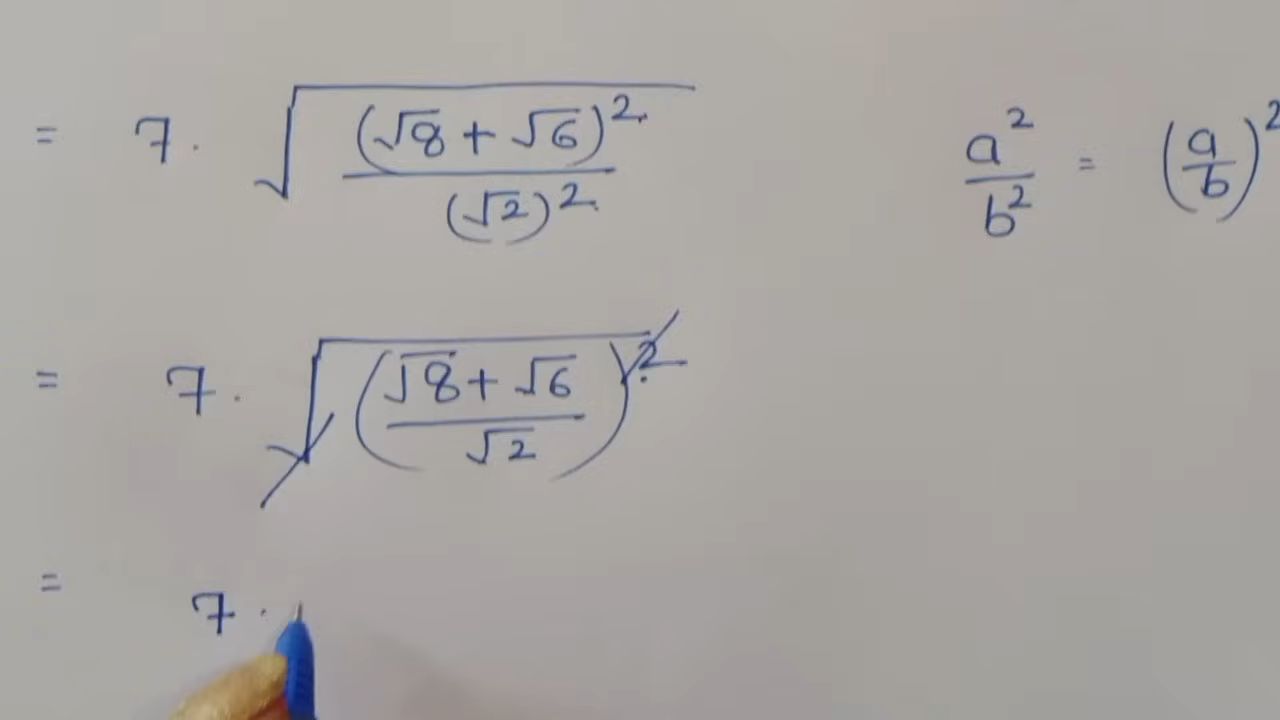 = 7 . √((√8 + √6)² / (√2)²)
a² / b² = (a / b)²
= 7 . √((√8 + √6) / √2)²
= 7 .